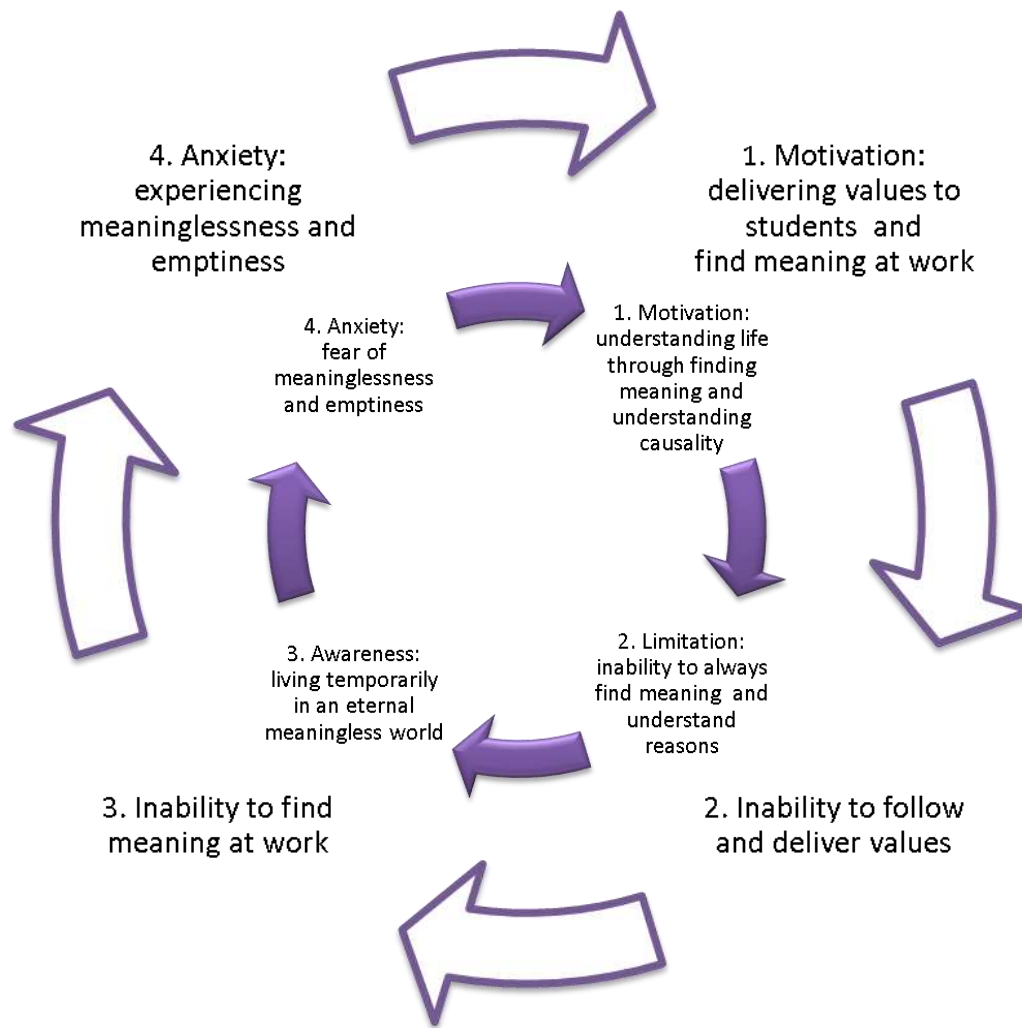 4. Anxiety:
experiencing
meaninglessness and
emptiness
1. Motivation:
delivering values to
students and
find meaning at work
4. Anxiety:
fear of
meaninglessness
and emptiness
1. Motivation:
understanding life
through finding
meaning and
understanding
causality
3. Awareness:
living temporarily
in an eternal
meaningless world
2. Limitation:
inability to always
find meaning and
understand
reasons
3. Inability to find
meaning at work
2. Inability to follow
and deliver values